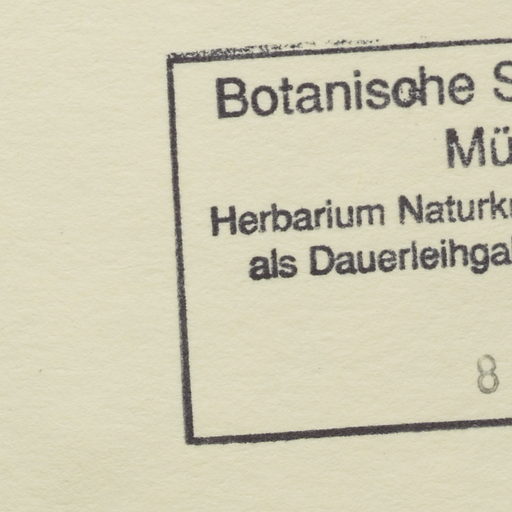 Botanische S
Mü
Herbarium Naturk
als Dauerleihga
8